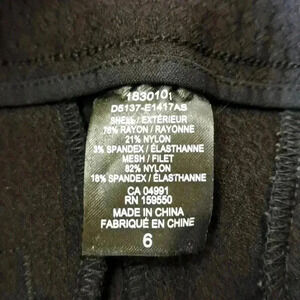 1830101
D5137-E1417AS
SHELL / EXTÉRIEUR
76% RAYON / RAYONNE
21% NYLON
3% SPANDEX / ÉLASTHANNE
MESH / FILET
82% NYLON
18% SPANDEX / ÉLASTHANNE
CA 04991
RN 159550
MADE IN CHINA
FABRIQUÉ EN CHINE
6